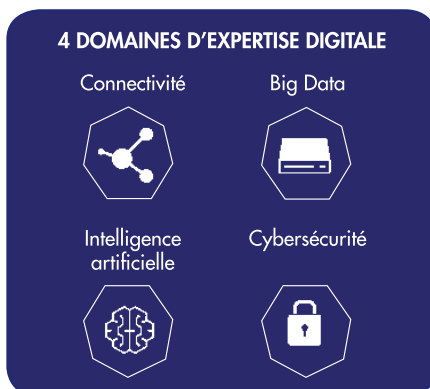 4 DOMAINES D'EXPERTISE DIGITALE
Connectivité
Big Data
Intelligence
artificielle
Cybersécurité